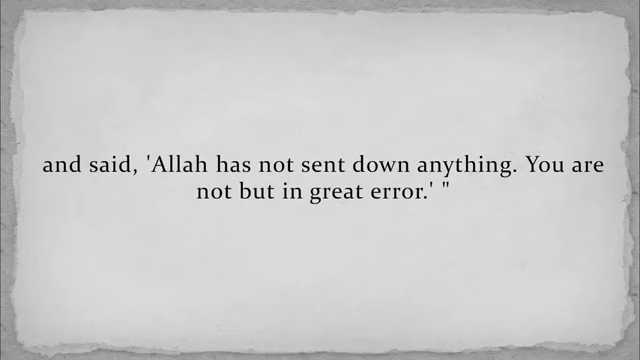 and said, 'Allah has not sent down anything. You are
not but in great error.' "